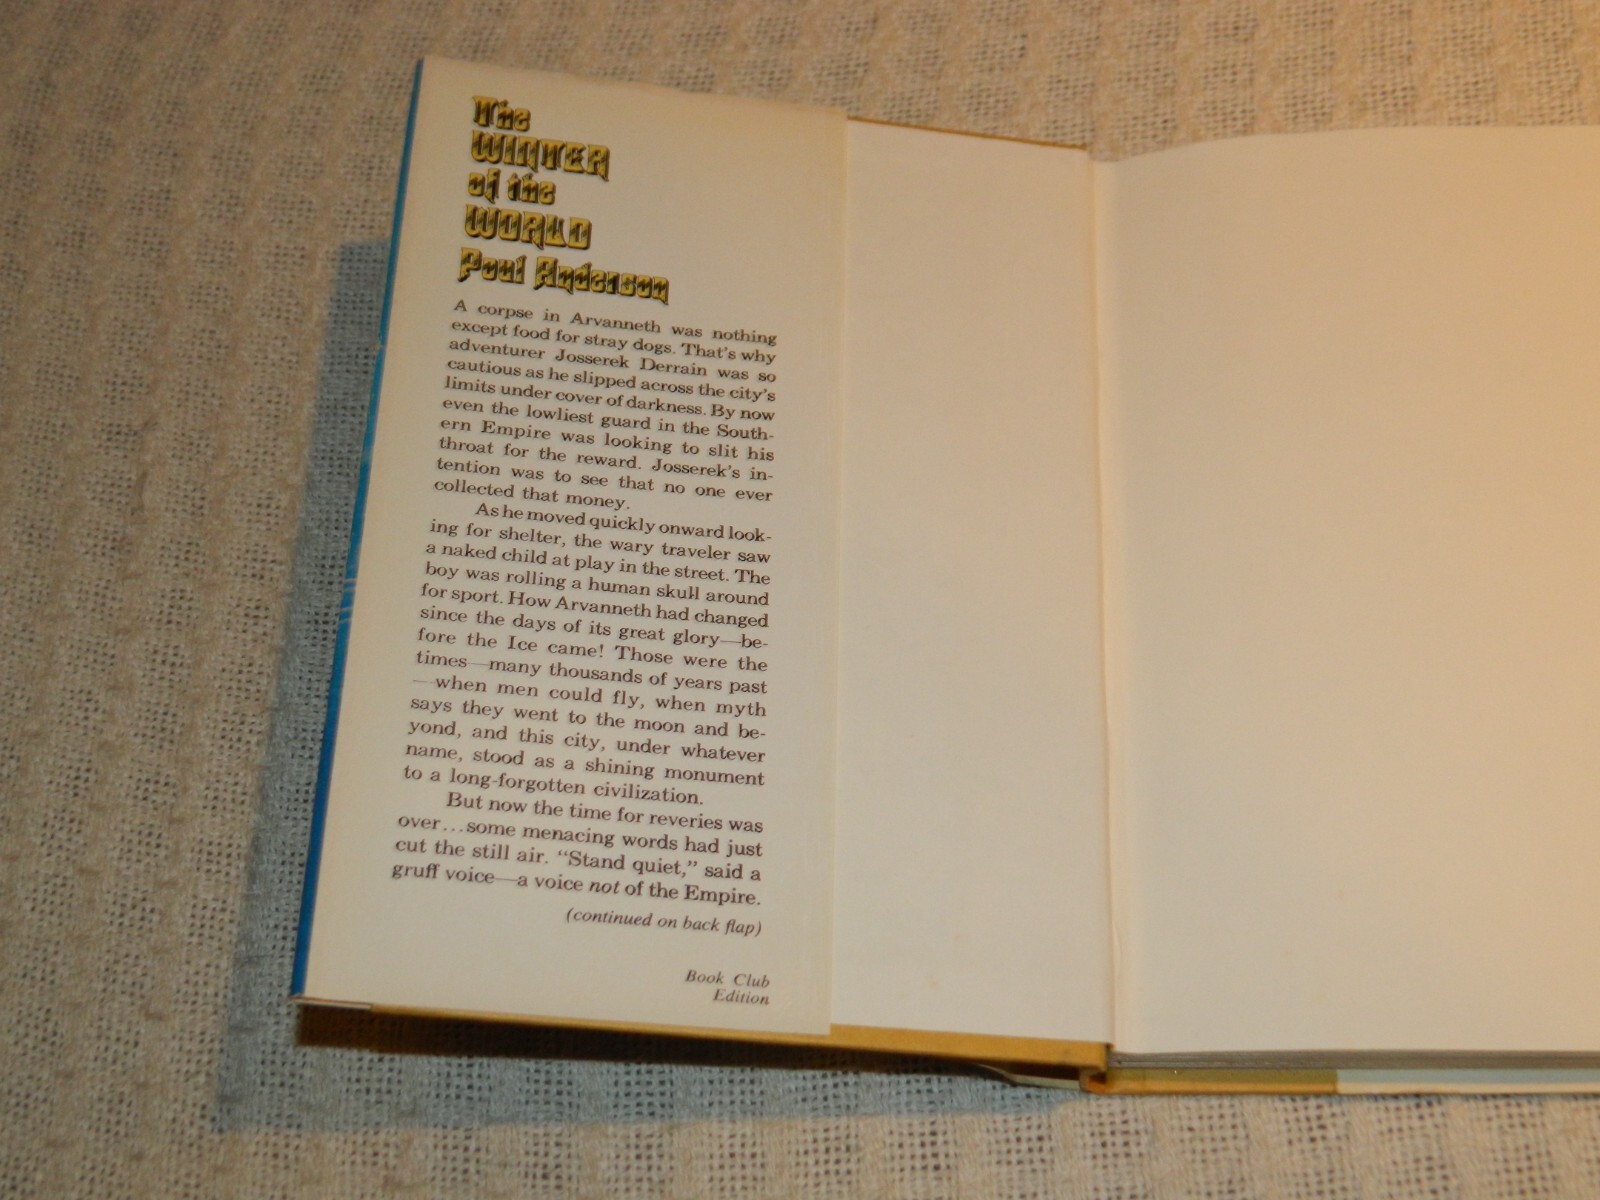 The
WINTER
of the
WORLD
Poul Anderson
A corpse in Arvanneth was nothing
except food for stray dogs. That's why
adventurer Josserek Derrain was so
cautious as he slipped across the city's
limits under cover of darkness. By now
even the lowliest guard in the South-
ern Empire was looking to slit his
throat for the reward. Josserek's in-
tention was to see that no one ever
collected that money.
As he moved quickly onward look-
ing for shelter, the wary traveler saw
a naked child at play in the street. The
boy was rolling a human skull around
for sport. How Arvanneth had changed
since the days of its great glory—be-
fore the Ice came! Those were the
times—many thousands of years past
—when men could fly, when myth
says they went to the moon and be-
yond, and this city, under whatever
name, stood as a shining monument
to a long-forgotten civilization.
But now the time for reveries was
over...some menacing words had just
cut the still air. “Stand quiet,” said a
gruff voice—a voice not of the Empire.
(continued on back flap)
Book Club
Edition